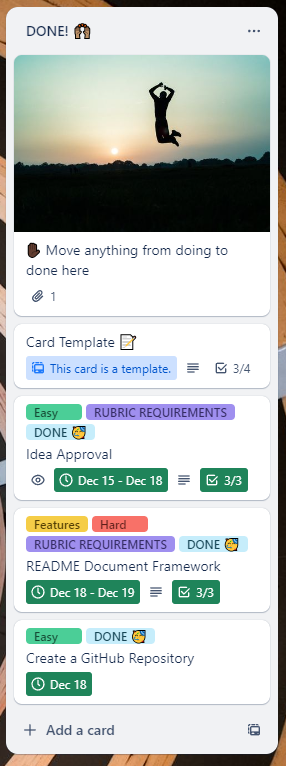 DONE! 🙌🏾
✋🏿 Move anything from doing to
done here
1
Card Template 📝
This card is a template. 3/4
Easy RUBRIC REQUIREMENTS
DONE 🥳
Idea Approval
Dec 15 - Dec 18 3/3
Features Hard
RUBRIC REQUIREMENTS DONE 🥳
README Document Framework
Dec 18 - Dec 19 3/3
Easy DONE 🥳
Create a GitHub Repository
Dec 18
+ Add a card